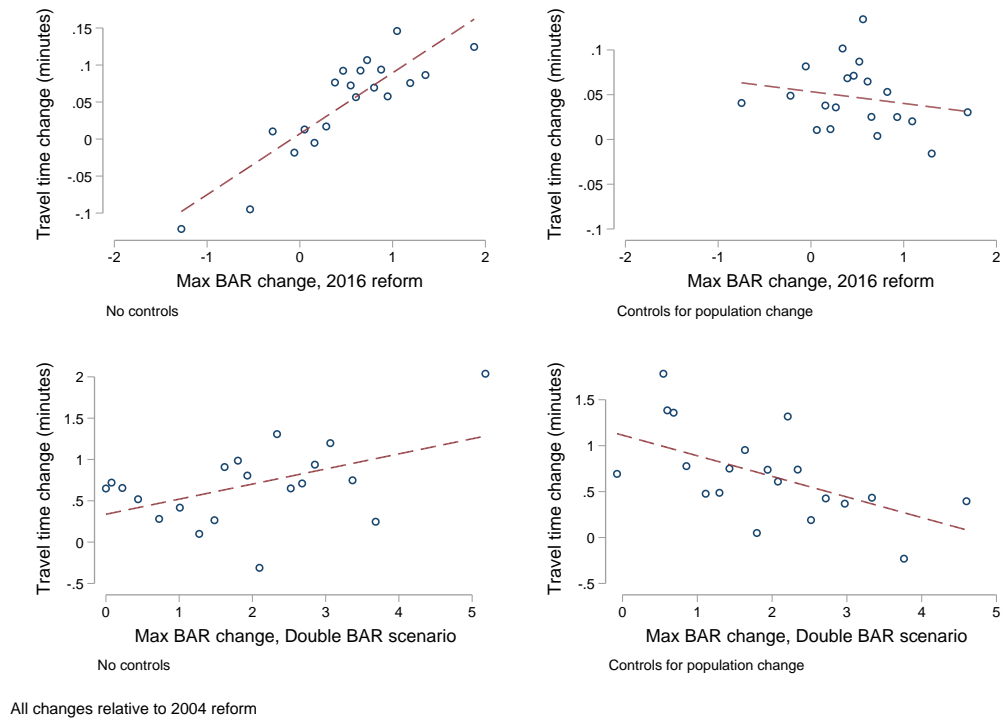 Travel time change (minutes)
.15
.1
.05
0
-.05
-.1
-2 -1 0 1 2
Max BAR change, 2016 reform
No controls
Travel time change (minutes)
.1
.05
0
-.05
-.1
-2 -1 0 1 2
Max BAR change, 2016 reform
Controls for population change
Travel time change (minutes)
2
1.5
1
.5
0
-.5
0 1 2 3 4 5
Max BAR change, Double BAR scenario
No controls
Travel time change (minutes)
1.5
1
.5
0
-.5
0 1 2 3 4 5
Max BAR change, Double BAR scenario
Controls for population change
All changes relative to 2004 reform